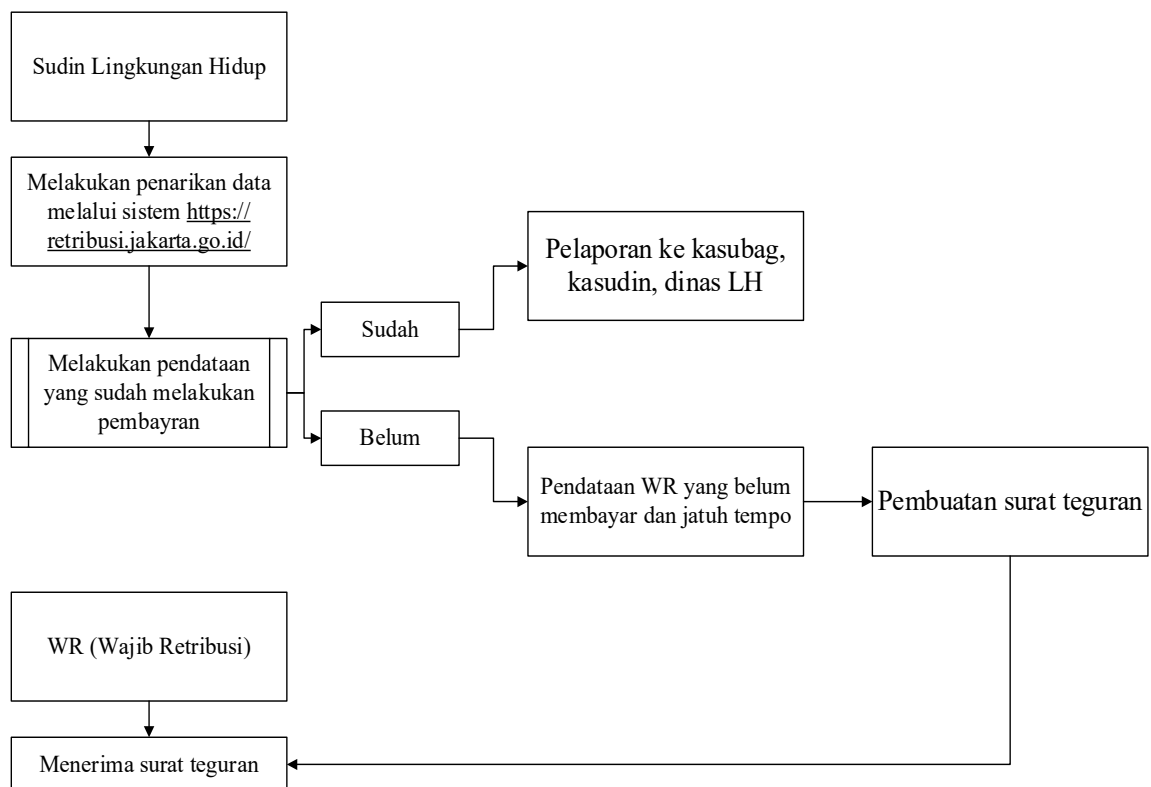 Sudin Lingkungan Hidup
Melakukan penarikan data
melalui sistem https://
retribusi.jakarta.go.id/
Pelaporan ke kasubag,
kasudin, dinas LH
Sudah
Melakukan pendataan
yang sudah melakukan
pembayran
Belum
Pendataan WR yang belum
membayar dan jatuh tempo
Pembuatan surat teguran
WR (Wajib Retribusi)
Menerima surat teguran